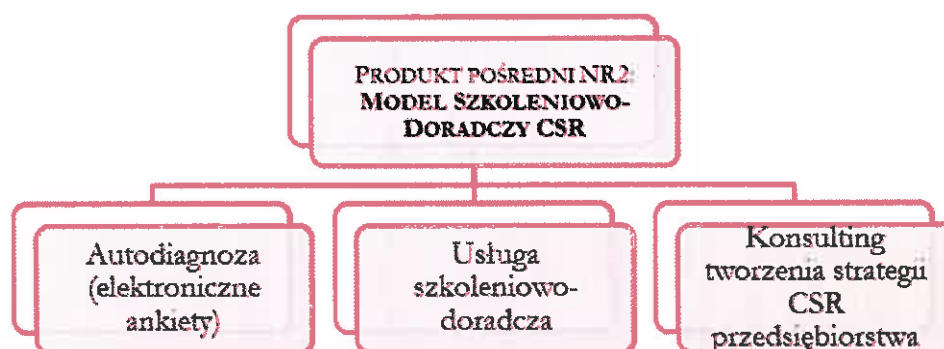 PRODUKT POŚREDNI NR2:
MODEL SZKOLENIOWO-
DORADCZY CSR
Autodiagnoza
(elektroniczne
ankiety)
Usługa
szkoleniowo-
doradcza
Konsulting
tworzenia strategii
CSR
przedsiębiorstwa